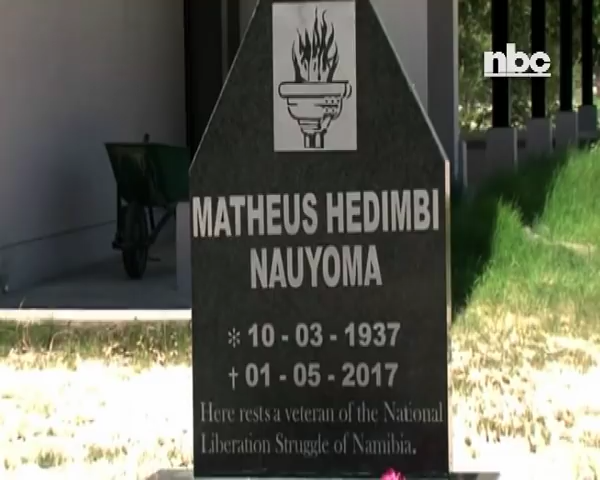 nbc
MATHEUS HEDIMBI
NAUYOMA
* 10 - 03 - 1937
† 01 - 05 - 2017
Here rests a veteran of the National
Liberation Struggle of Namibia.